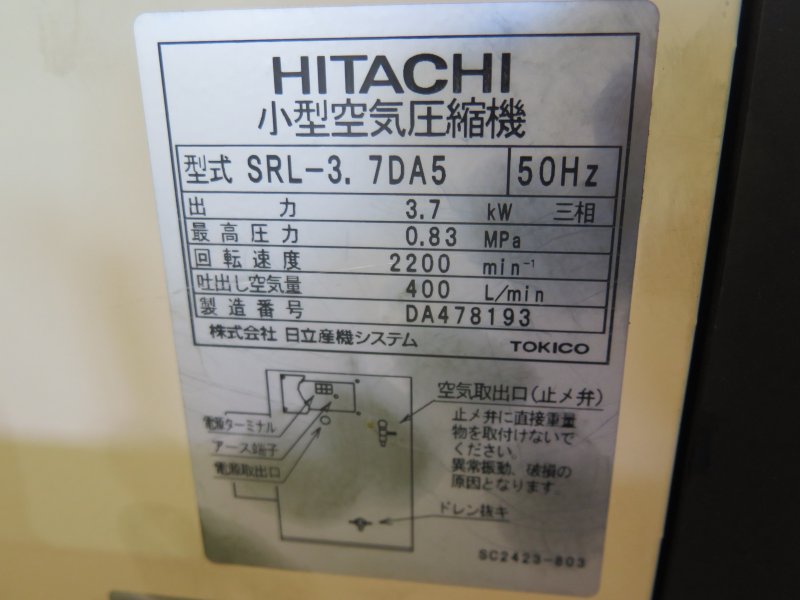 HITACHI
小型空気圧縮機
型式 SRL-3.7DA5 50Hz
出力 3.7 kW 三相
最高圧力 0.83 MPa
回転速度 2200 min⁻¹
吐出し空気量 400 L/min
製造番号 DA478193
株式会社 日立産機システム TOKICO
空気取出口(止メ弁)
止メ弁に直接重量
物を取付けないで
ください。
異常振動、破損の
原因となります。
電源ターミナル
アース端子
電源取出口
ドレン抜キ
SC2423-803